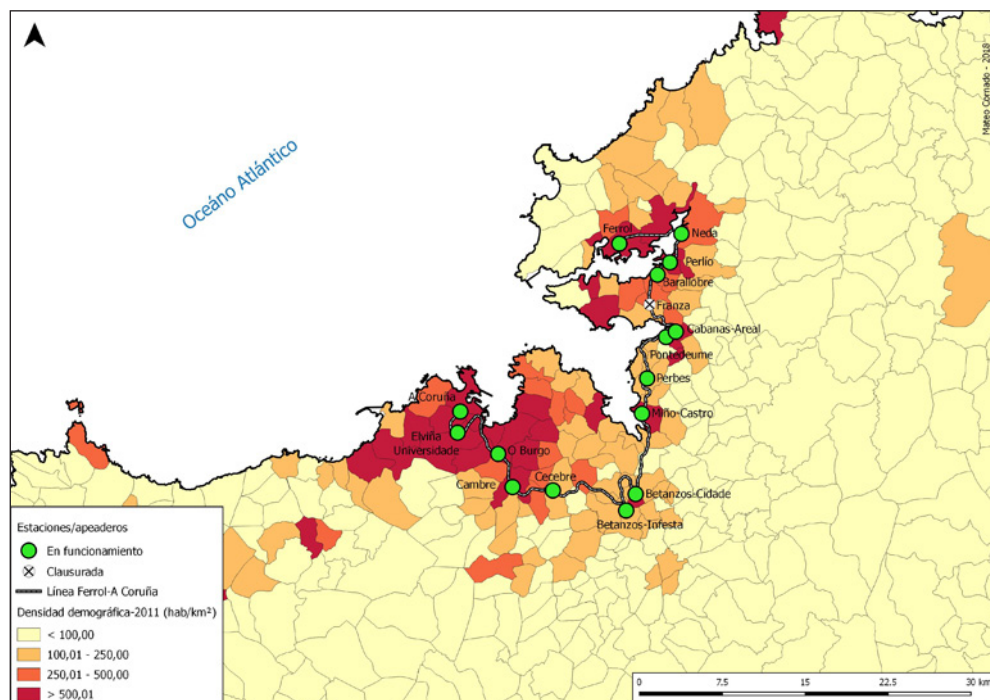 Mateo Cornado - 2018
Oceáno Atlántico
Ferrol
Neda
Perlío
Barallobre
Franza
Cabanas-Areal
Pontedeume
Perbes
Miño-Castro
A Coruña
Elviña
Universidade
O Burgo
Cambre
Cecebre
Betanzos-Cidade
Betanzos-Infesta
Estaciones/apeaderos
En funcionamiento
Clausurada
Línea Ferrol-A Coruña
Densidad demográfica-2011 (hab/km²)
< 100,00
100,01 - 250,00
250,01 - 500,00
> 500,01
0 7.5 15 22.5 30 km